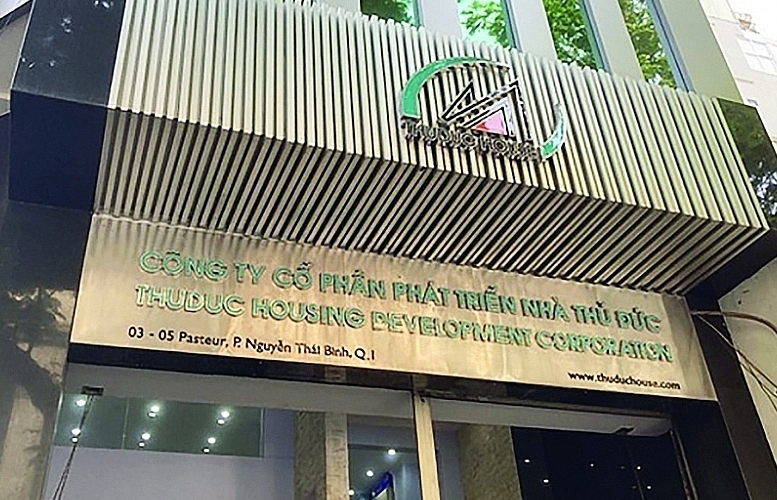 THUDUC HOUSE
CÔNG TY CỔ PHẦN PHÁT TRIỂN NHÀ THỦ ĐỨC
THUDUC HOUSING DEVELOPMENT CORPORATION
03 - 05 Pasteur, P. Nguyễn Thái Bình, Q.1
www.thuduchouse.com